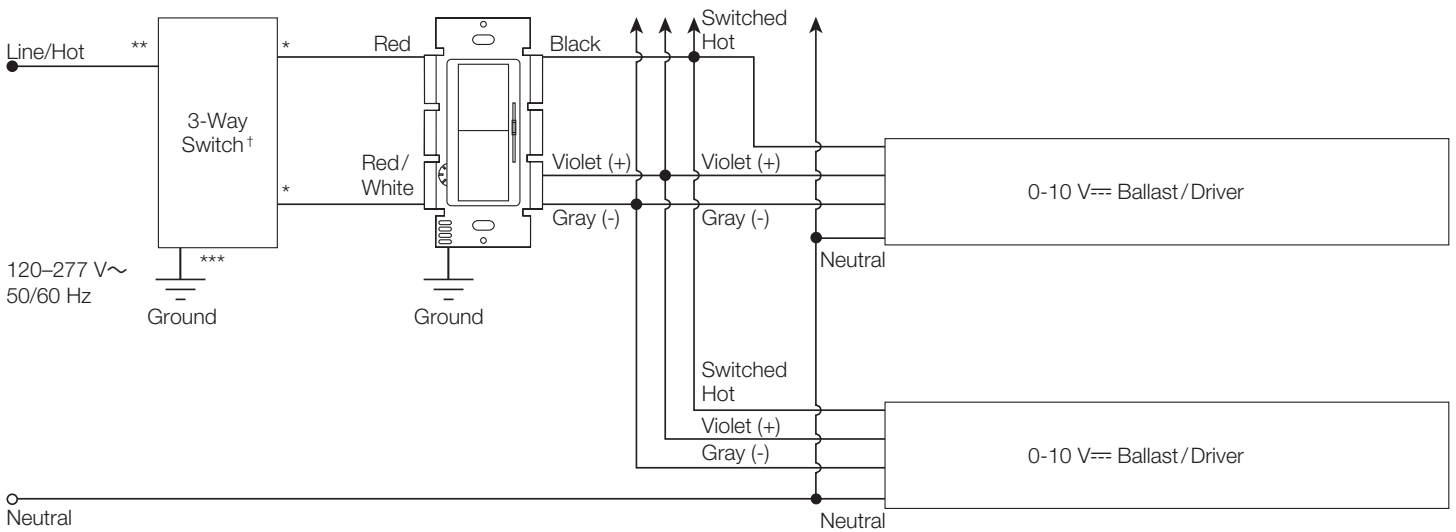 Line/Hot
**
*
Red
Black
Switched
Hot
3-Way
Switch†
Red/
White
*
Violet (+)
Violet (+)
Gray (-)
Gray (-)
0-10 V⎓ Ballast/Driver
Neutral
***
120–277 V～
50/60 Hz
Ground
Ground
Switched
Hot
Violet (+)
Gray (-)
0-10 V⎓ Ballast/Driver
Neutral
Neutral